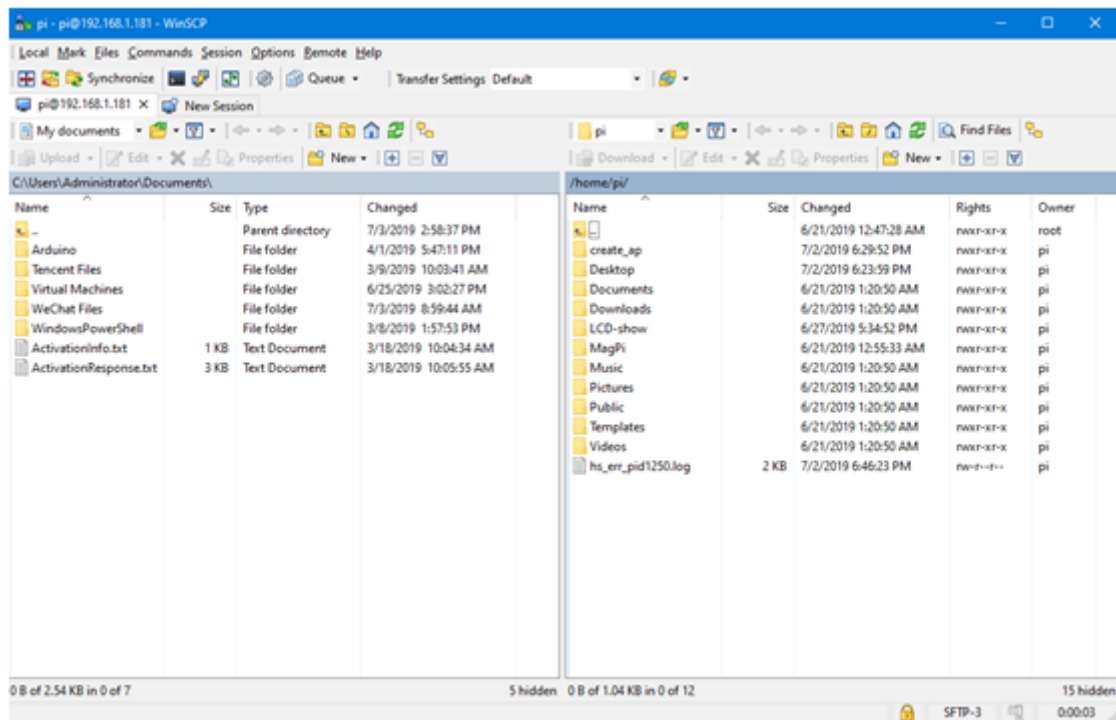 pi - pi@192.168.1.181 - WinSCP
Local Mark Files Commands Session Options Remote Help
Synchronize Queue Transfer Settings Default
pi@192.168.1.181 New Session
My documents
Upload Edit Properties New
C:\Users\Administrator\Documents\
Name Size Type Changed
.. Parent directory 7/3/2019 2:58:37 PM
Arduino File folder 4/1/2019 5:47:11 PM
Tencent Files File folder 3/9/2019 10:03:41 AM
Virtual Machines File folder 6/25/2019 3:02:27 PM
WeChat Files File folder 7/3/2019 8:59:44 AM
WindowsPowerShell File folder 3/8/2019 1:57:53 PM
ActivationInfo.txt 1 KB Text Document 3/18/2019 10:04:34 AM
ActivationResponse.txt 3 KB Text Document 3/18/2019 10:05:55 AM
0 B of 2.54 KB in 0 of 7 5 hidden
pi Find Files
Download Edit Properties New
/home/pi/
Name Size Changed Rights Owner
.. 6/21/2019 12:47:28 AM rwxr-xr-x root
create_ap 7/2/2019 6:29:52 PM rwxr-xr-x pi
Desktop 7/2/2019 6:23:59 PM rwxr-xr-x pi
Documents 6/21/2019 1:20:50 AM rwxr-xr-x pi
Downloads 6/21/2019 1:20:50 AM rwxr-xr-x pi
LCD-show 6/27/2019 5:34:52 PM rwxr-xr-x pi
MagPi 6/21/2019 12:55:33 AM rwxr-xr-x pi
Music 6/21/2019 1:20:50 AM rwxr-xr-x pi
Pictures 6/21/2019 1:20:50 AM rwxr-xr-x pi
Public 6/21/2019 1:20:50 AM rwxr-xr-x pi
Templates 6/21/2019 1:20:50 AM rwxr-xr-x pi
Videos 6/21/2019 1:20:50 AM rwxr-xr-x pi
hs_err_pid1250.log 2 KB 7/2/2019 6:46:23 PM rw-r--r-- pi
0 B of 1.04 KB in 0 of 12 15 hidden
SFTP-3 0:00:03